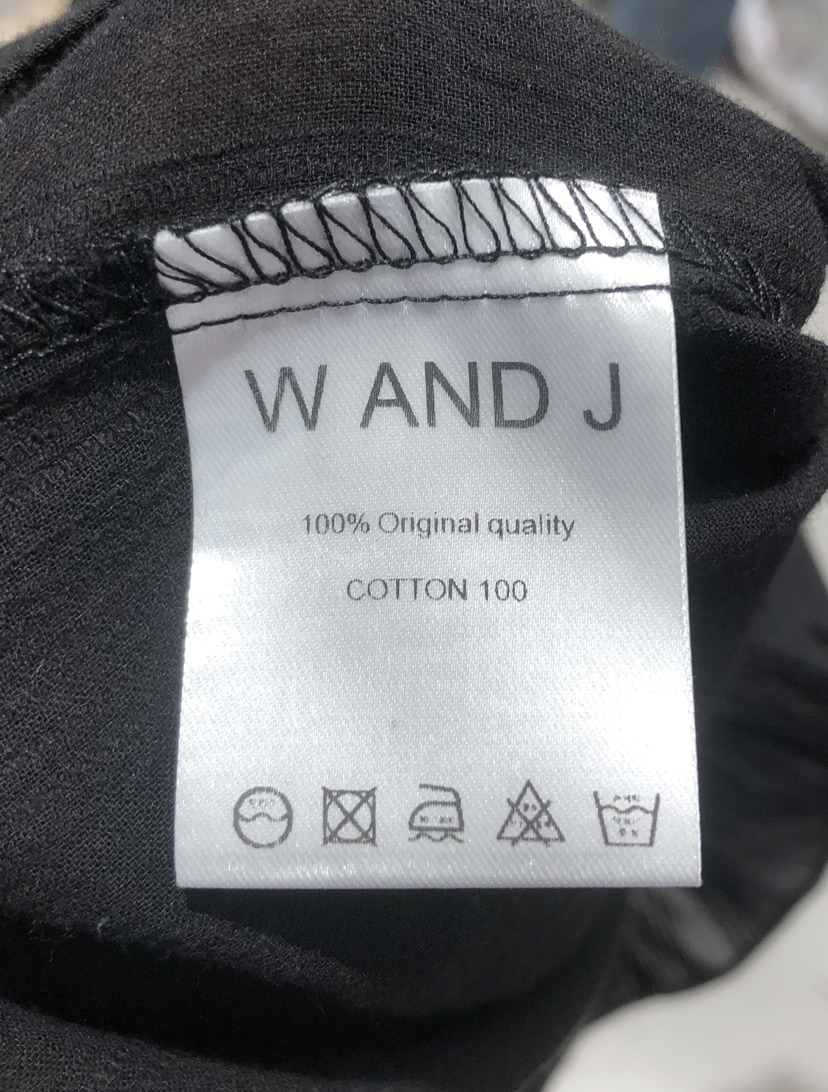 W AND J
100% Original quality
COTTON 100